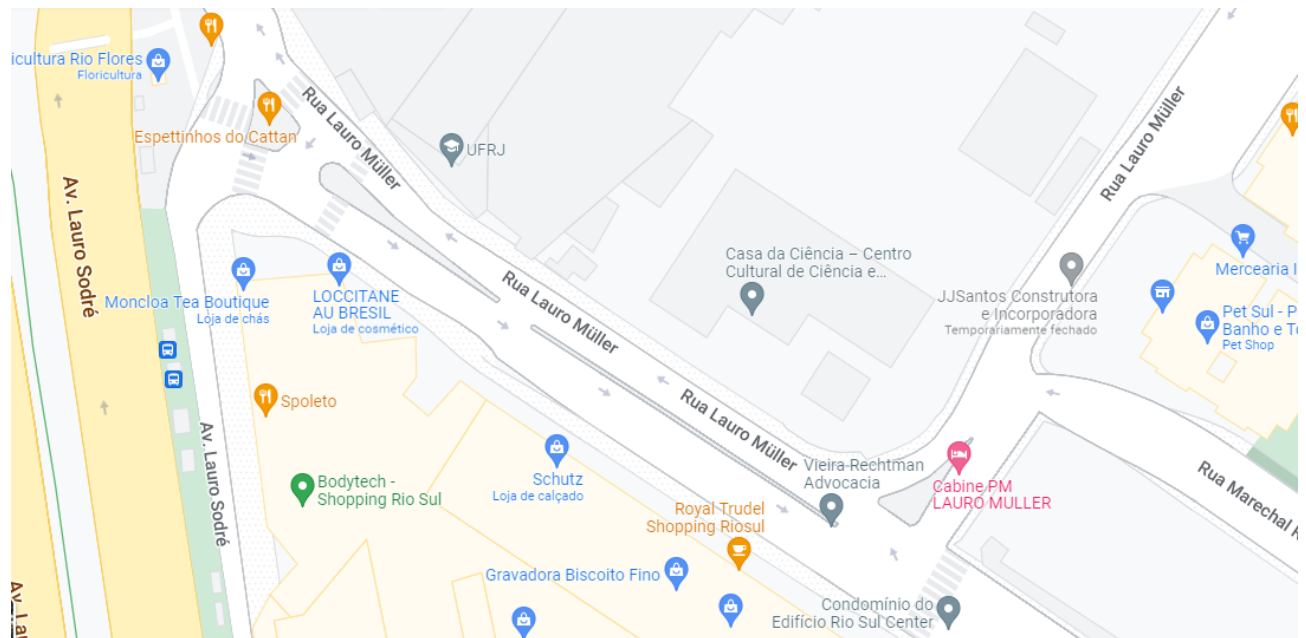 icultura Rio Flores
Floricultura
Espettinhos do Cattan
Rua Lauro Müller
UFRJ
Rua Lauro Müller
Av. Lauro Sodré
Casa da Ciência – Centro
Cultural de Ciência e...
Mercearia I
Moncloa Tea Boutique
Loja de chás
LOCCITANE
AU BRESIL
Loja de cosmético
Rua Lauro Müller
JJSantos Construtora
e Incorporadora
Temporariamente fechado
Pet Sul - P
Banho e To
Pet Shop
Spoleto
Rua Lauro Müller
Av. Lauro Sodré
Schutz
Loja de calçado
Vieira Rechtman
Advocacia
Bodytech -
Shopping Rio Sul
Cabine PM
LAURO MULLER
Rua Marechal R
Royal Trudel
Shopping Riosul
Gravadora Biscoito Fino
Av. La
Condomínio do
Edifício Rio Sul Center